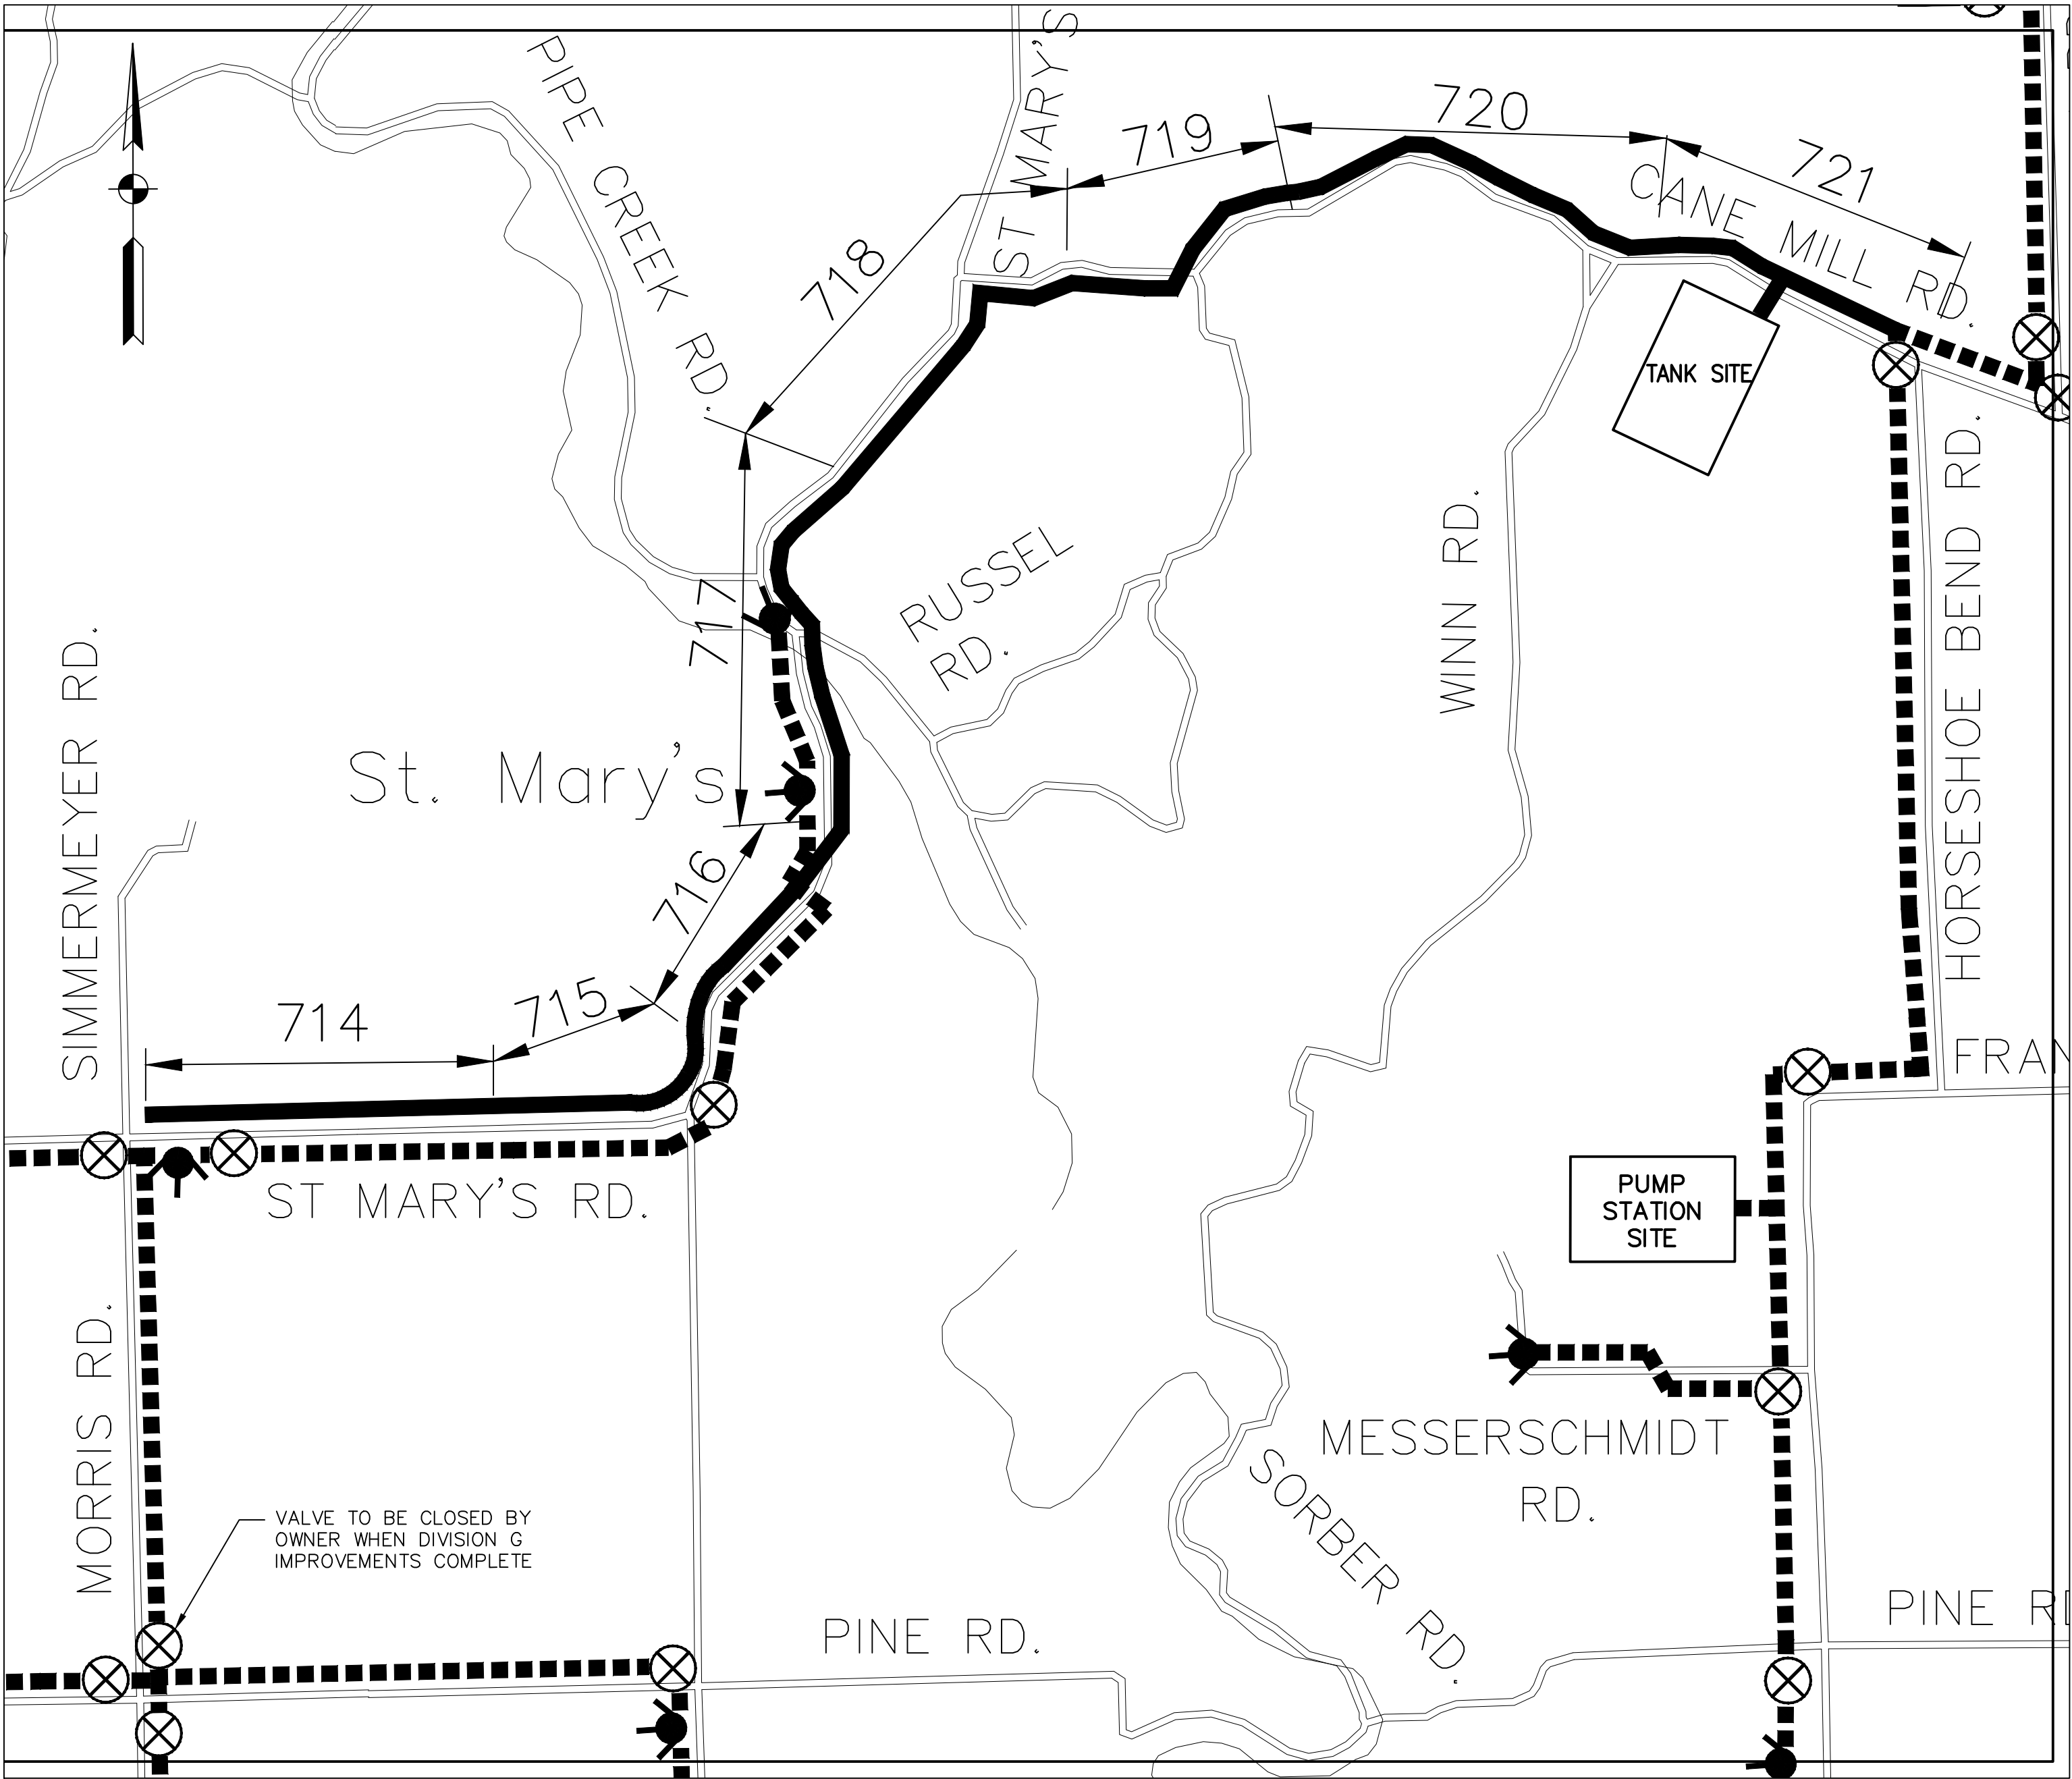 PIPE CREEK RD.
ST MARY'S
719
720
721
CANE MILL RD.
718
TANK SITE
717
RUSSEL
RD.
WINN RD.
HORSESHOE BEND RD.
SIMMERMEYER RD.
St. Mary's
716
715
714
FRAN
ST MARY'S RD.
PUMP
STATION
SITE
MORRIS RD.
MESSERSCHMIDT
RD.
SORBER RD.
VALVE TO BE CLOSED BY
OWNER WHEN DIVISION G
IMPROVEMENTS COMPLETE
PINE RD.
PINE R